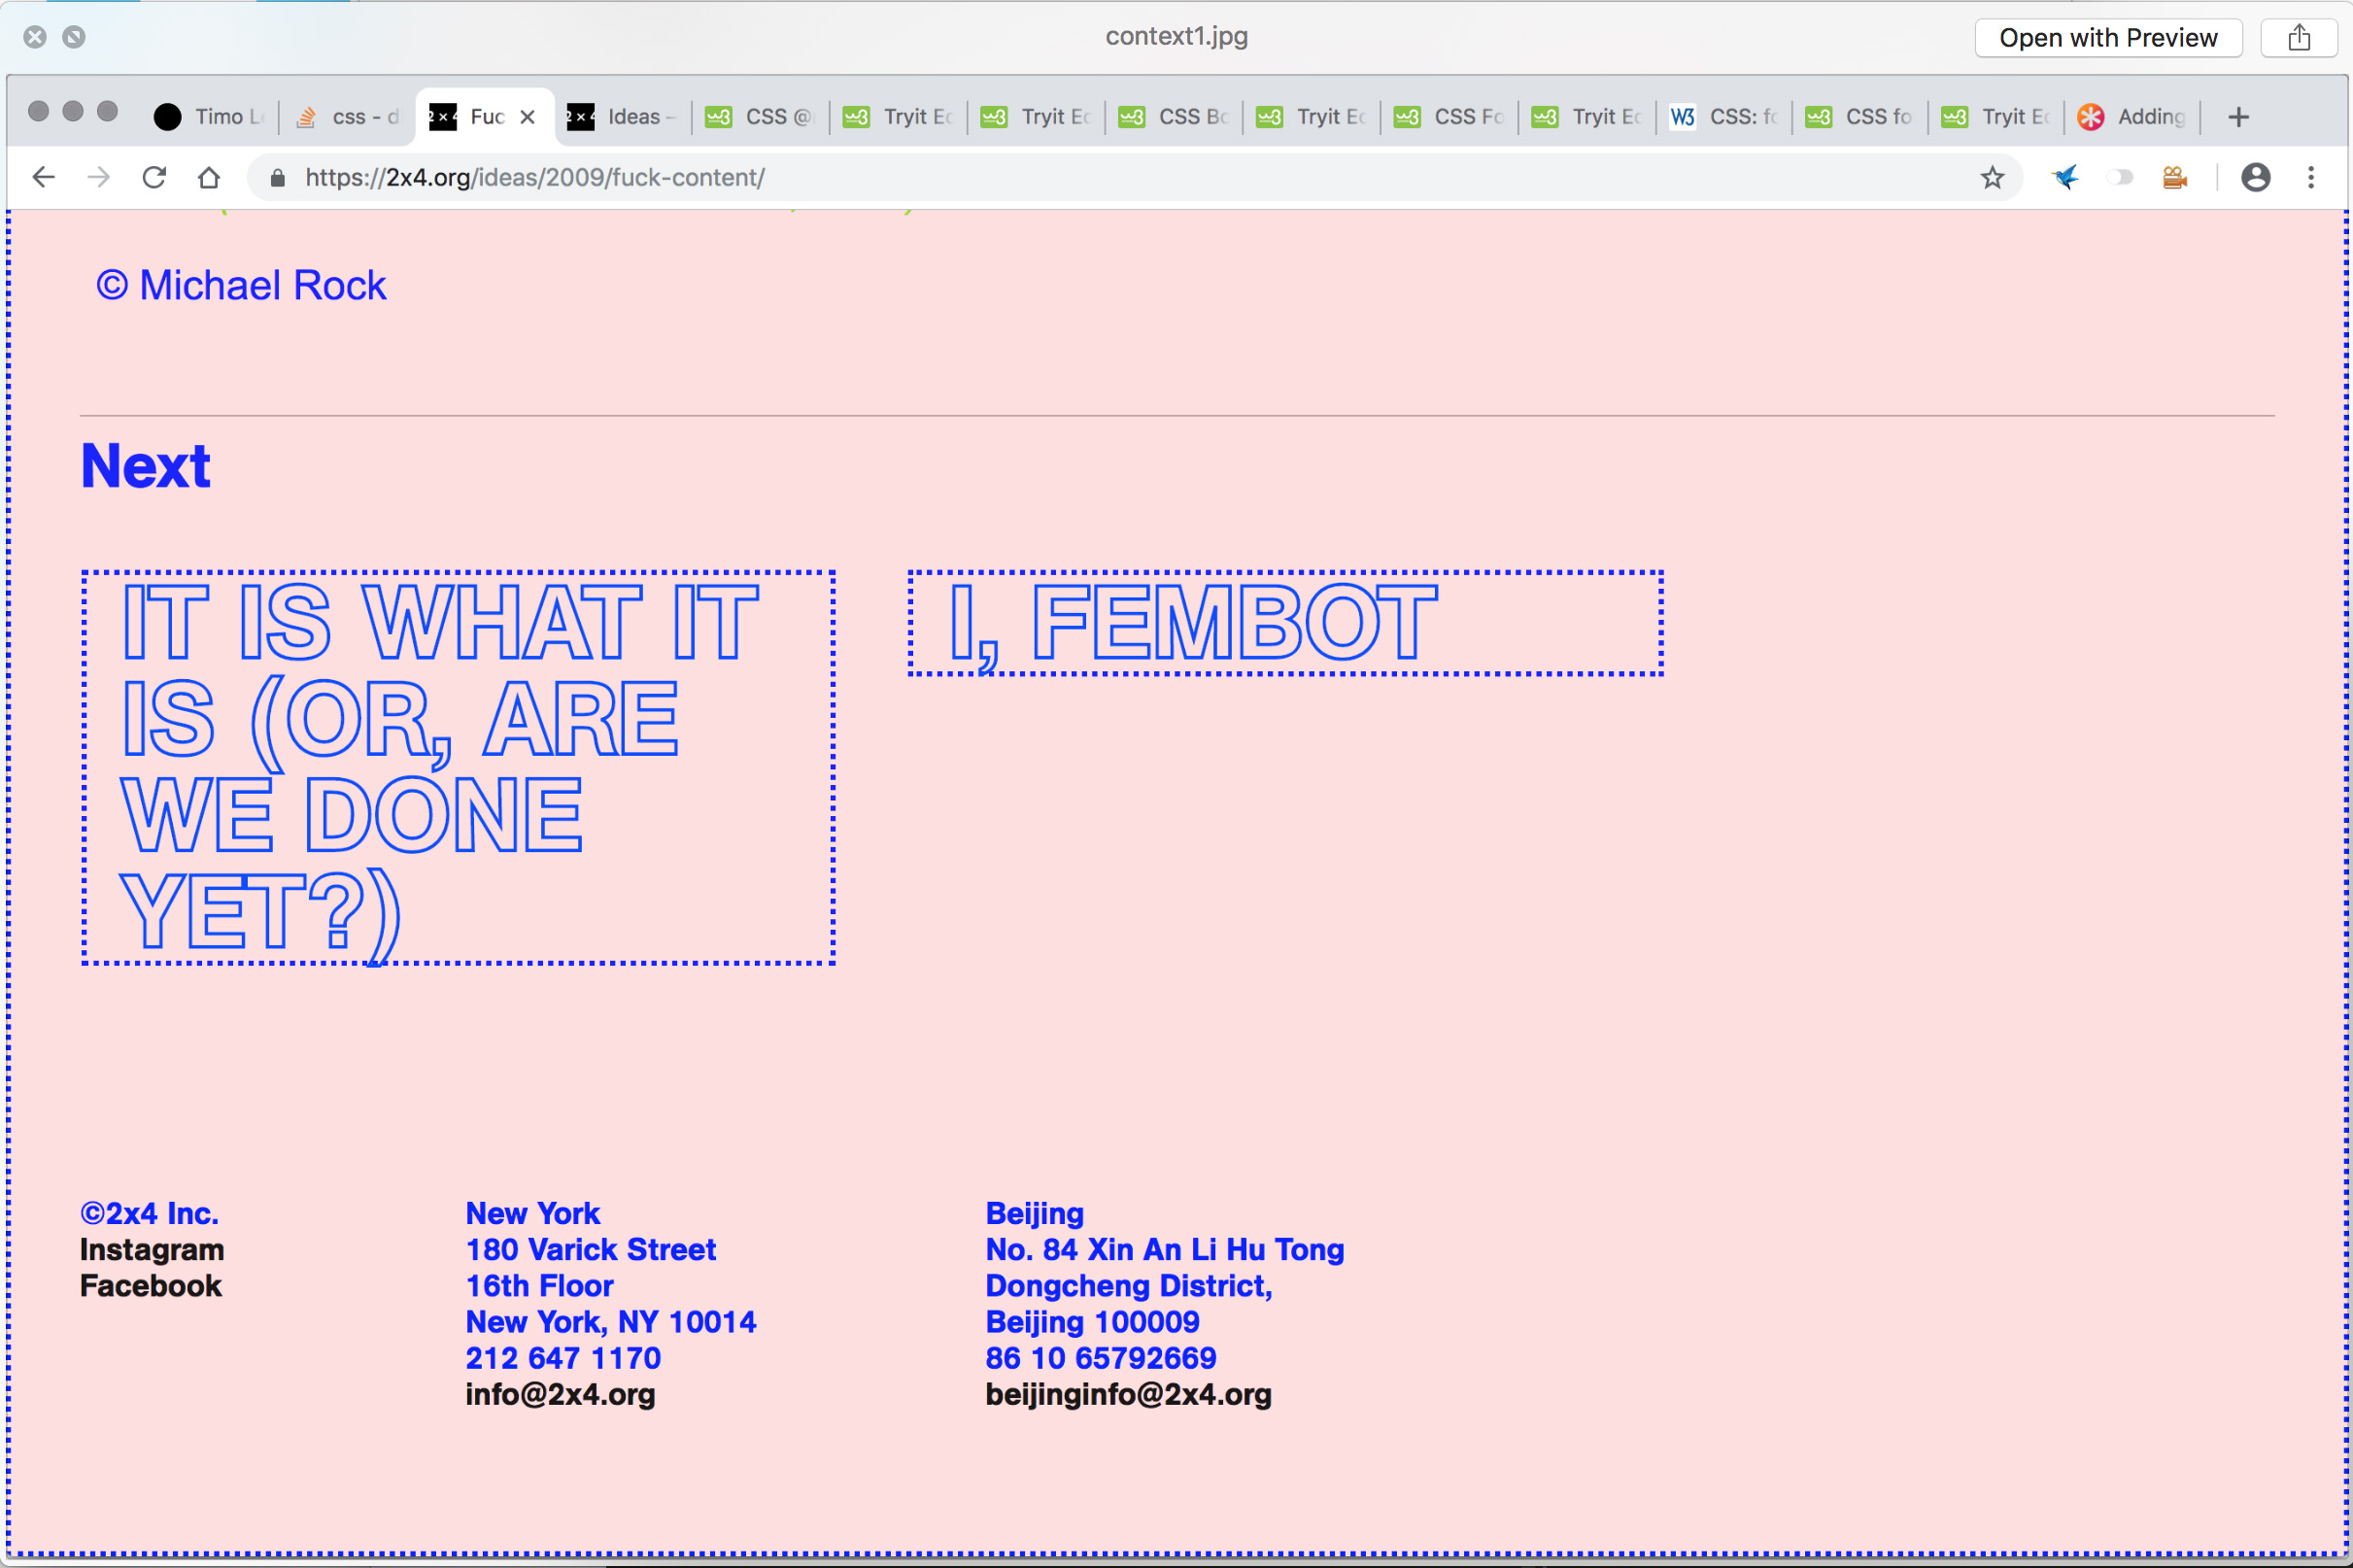 context1.jpg
Open with Preview
Timo L
css - d
Fuc
Ideas –
CSS @
Tryit Ec
Tryit Ec
CSS Bo
Tryit Ec
CSS Fo
Tryit Ec
CSS: fo
CSS fo
Tryit Ec
Adding
https://2x4.org/ideas/2009/fuck-content/
© Michael Rock
Next
IT IS WHAT IT
IS (OR, ARE
WE DONE
YET?)
I, FEMBOT
©2x4 Inc.
Instagram
Facebook
New York
180 Varick Street
16th Floor
New York, NY 10014
212 647 1170
info@2x4.org
Beijing
No. 84 Xin An Li Hu Tong
Dongcheng District,
Beijing 100009
86 10 65792669
beijinginfo@2x4.org